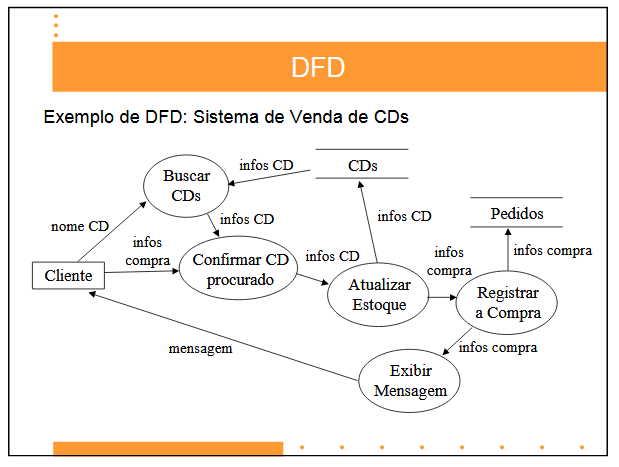 DFD
Exemplo de DFD: Sistema de Venda de CDs
Buscar
CDs
infos CD
CDs
nome CD
infos CD
infos CD
Pedidos
infos
compra
Cliente
Confirmar CD
procurado
infos CD
infos
compra
infos compra
Atualizar
Estoque
Registrar
a Compra
mensagem
infos compra
Exibir
Mensagem